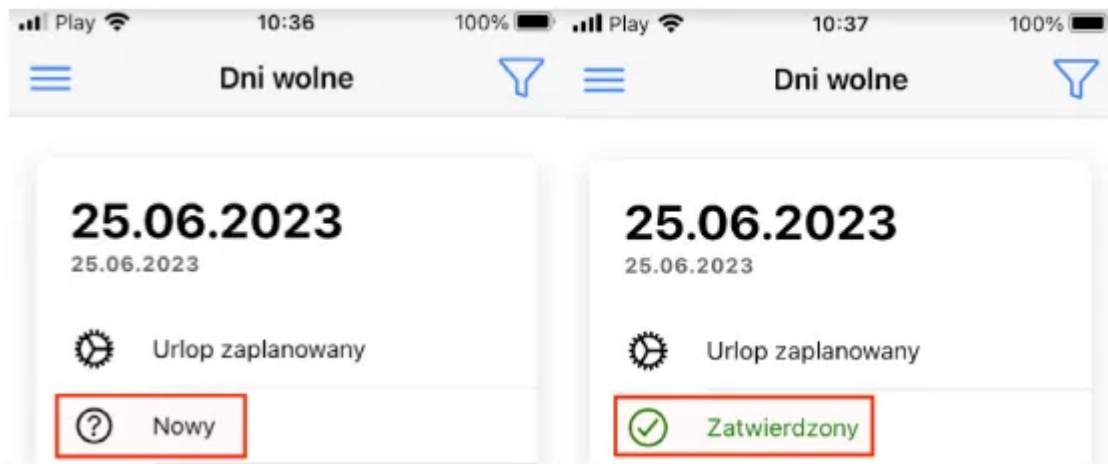 Play 10:36 100%
Dni wolne
25.06.2023
25.06.2023
Urlop zaplanowany
Nowy
Play 10:37 100%
Dni wolne
25.06.2023
25.06.2023
Urlop zaplanowany
Zatwierdzony